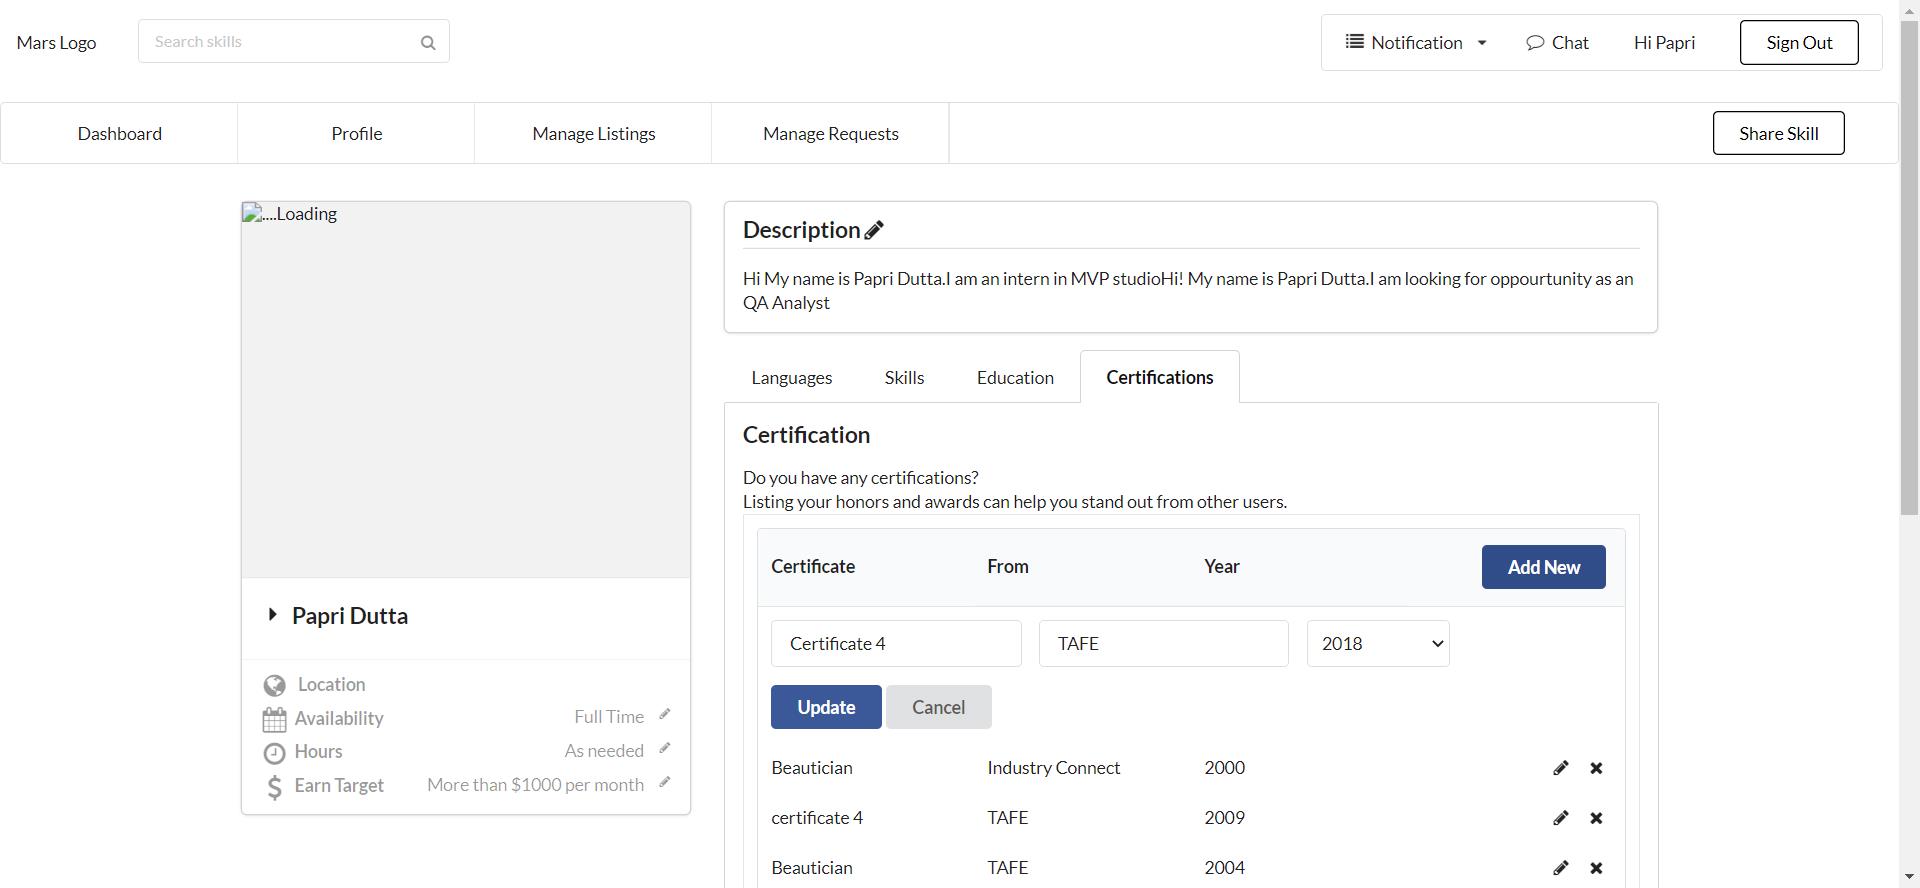 Mars Logo
Search skills
Notification
Chat
Hi Papri
Sign Out
Dashboard
Profile
Manage Listings
Manage Requests
Share Skill
....Loading
Papri Dutta
Location
Availability
Full Time
Hours
As needed
Earn Target
More than $1000 per month
Description
Hi My name is Papri Dutta.I am an intern in MVP studioHi! My name is Papri Dutta.I am looking for oppourtunity as an
QA Analyst
Languages
Skills
Education
Certifications
Certification
Do you have any certifications?
Listing your honors and awards can help you stand out from other users.
Certificate
From
Year
Add New
Certificate 4
TAFE
2018
Update
Cancel
Beautician
Industry Connect
2000
certificate 4
TAFE
2009
Beautician
TAFE
2004